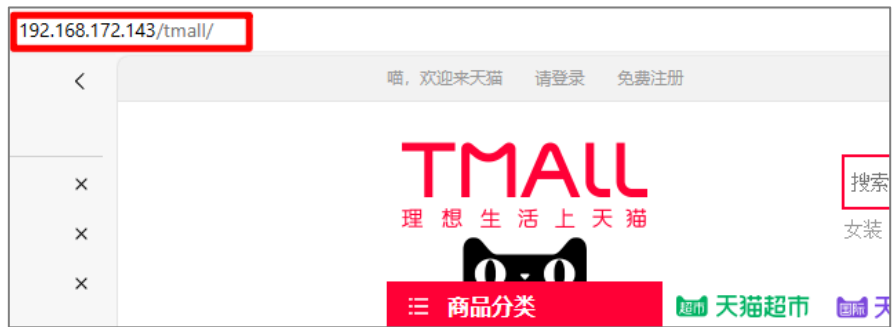 192.168.172.143/tmall/
喵，欢迎来天猫 请登录 免费注册
TMALL
理想生活上天猫
搜索
女装
商品分类
超市 天猫超市
国际 天